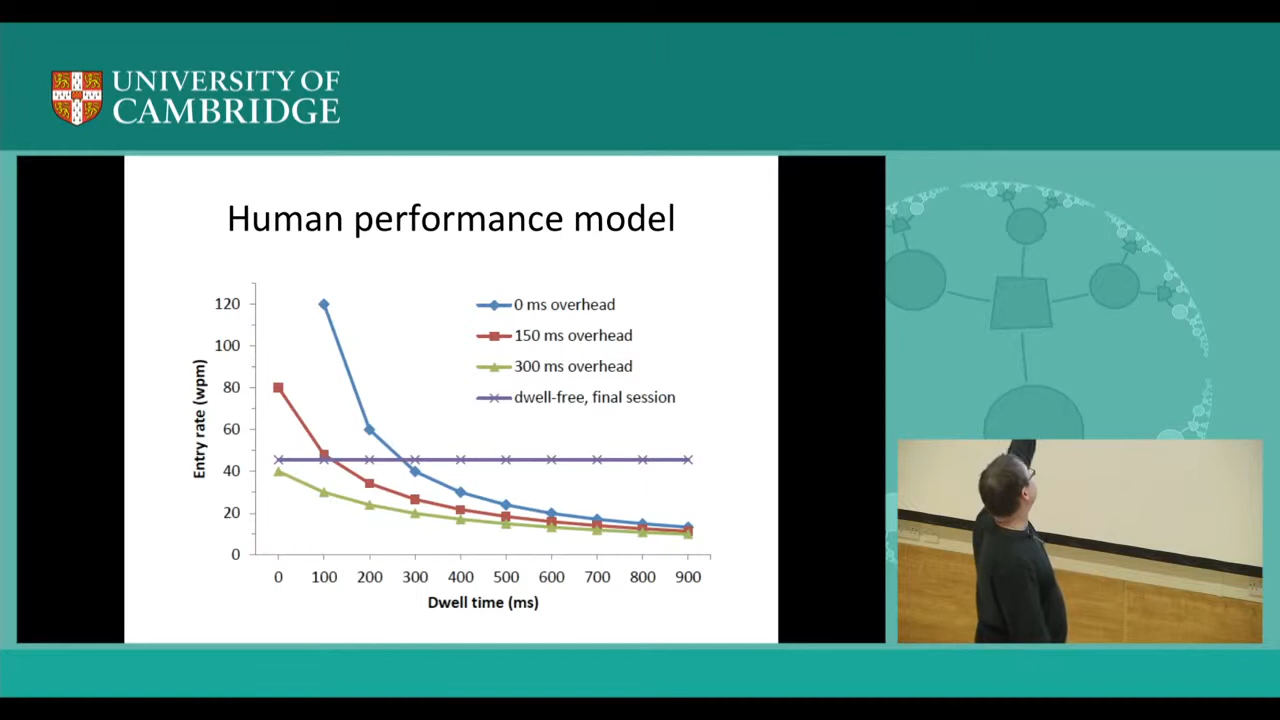 UNIVERSITY OF
CAMBRIDGE
Human performance model
120
100
80
60
40
20
0
Entry rate (wpm)
0 ms overhead
150 ms overhead
300 ms overhead
dwell-free, final session
0 100 200 300 400 500 600 700 800 900
Dwell time (ms)